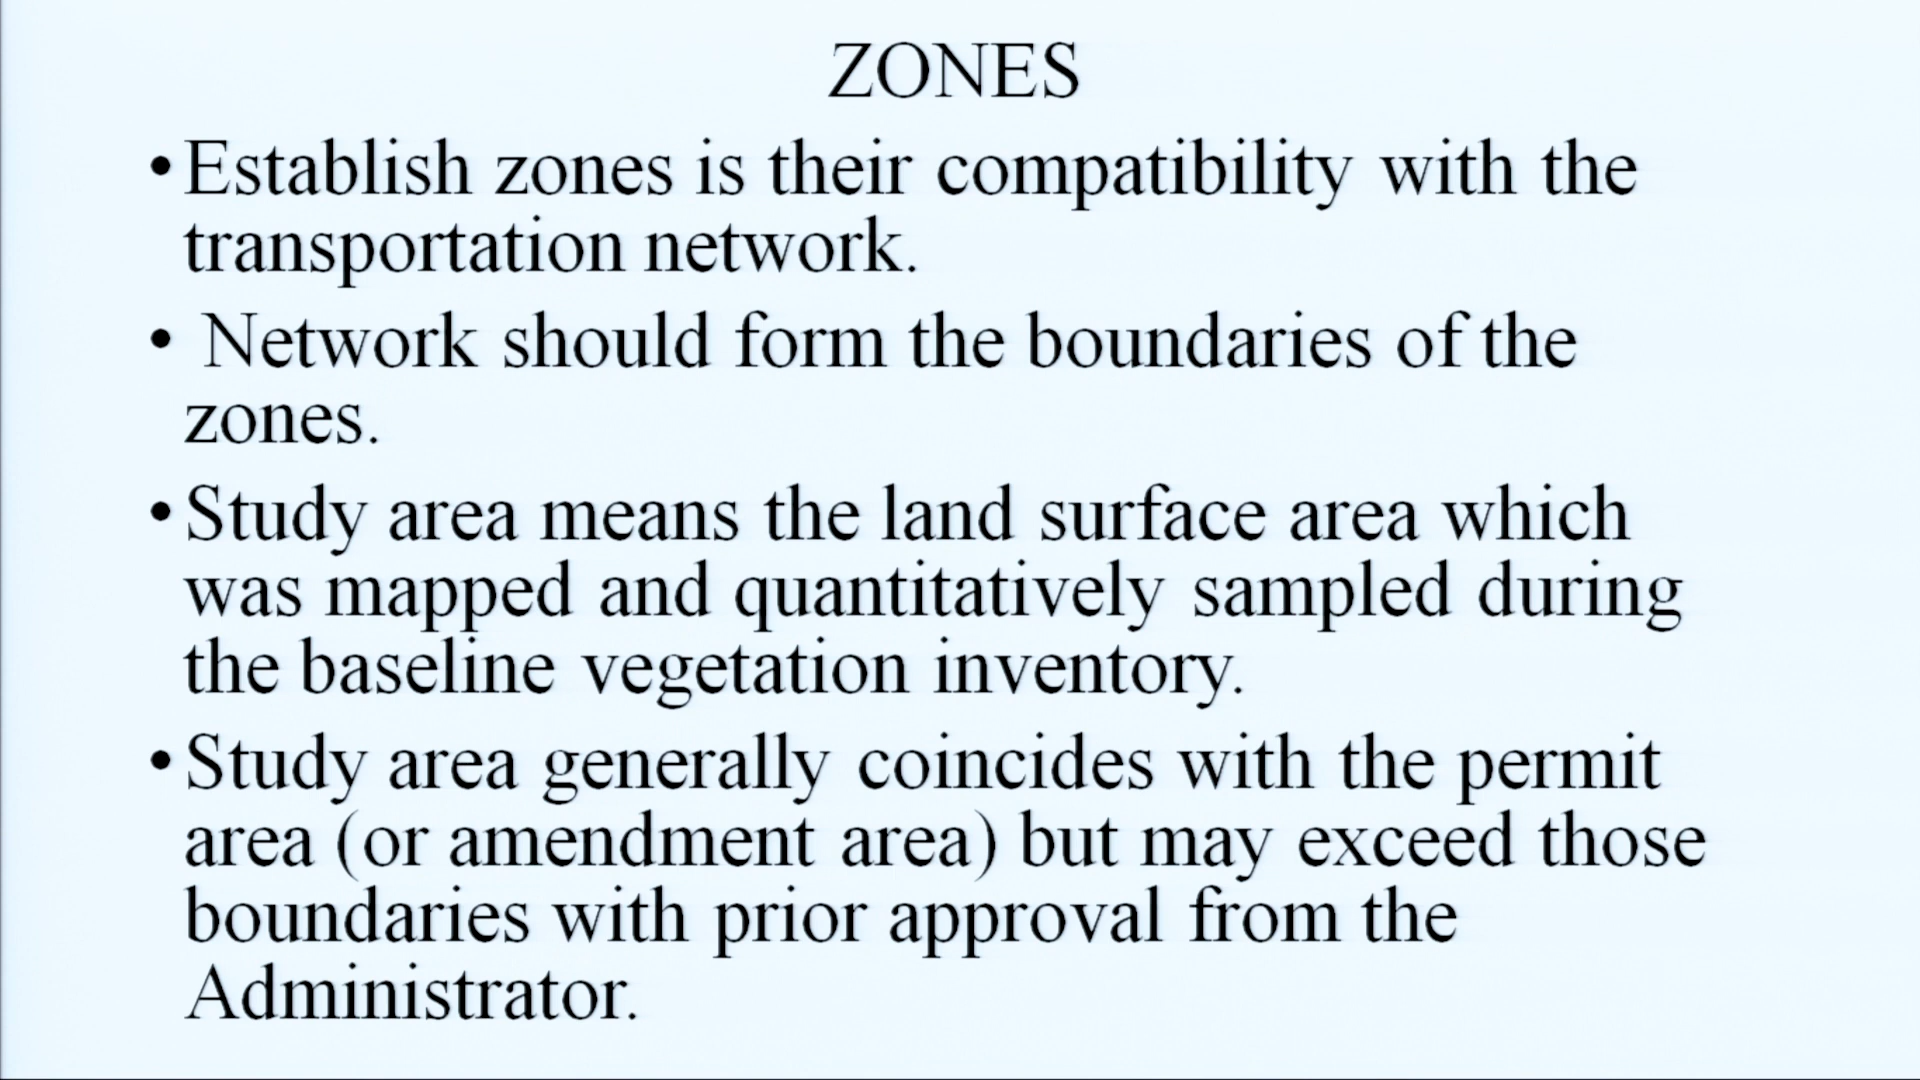 ZONES
•Establish zones is their compatibility with the
transportation network.
• Network should form the boundaries of the
zones.
•Study area means the land surface area which
was mapped and quantitatively sampled during
the baseline vegetation inventory.
•Study area generally coincides with the permit
area (or amendment area) but may exceed those
boundaries with prior approval from the
Administrator.